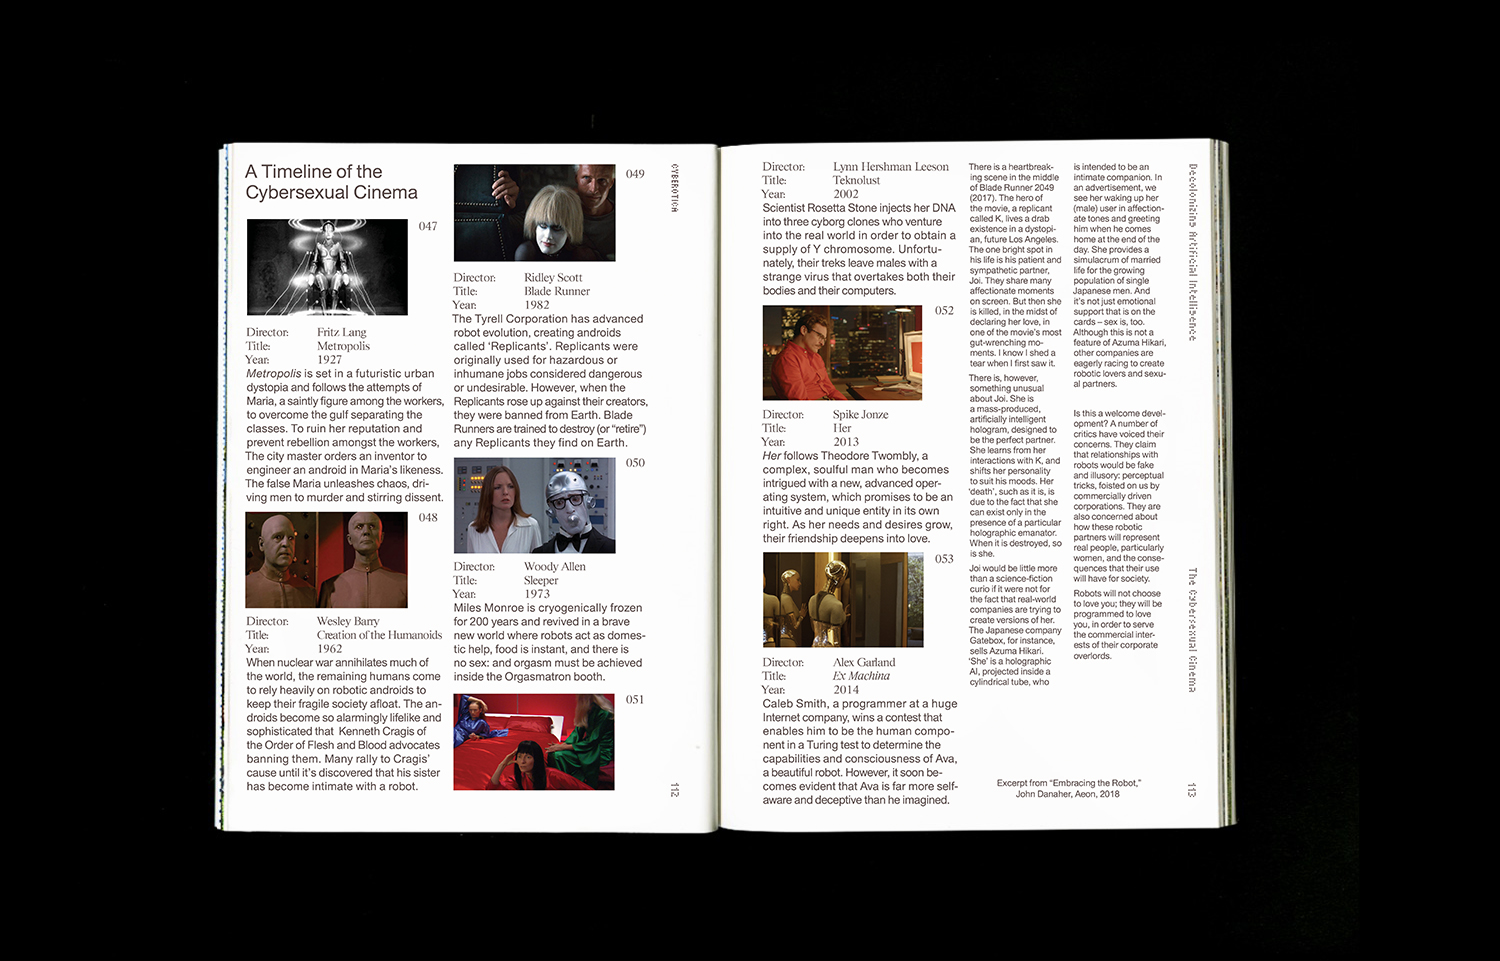 A Timeline of the
Cybersexual Cinema
047
Director: Fritz Lang
Title: Metropolis
Year: 1927
Metropolis is set in a futuristic urban
dystopia and follows the attempts of
Maria, a saintly figure among the workers,
to overcome the gulf separating the
classes. To ruin her reputation and
prevent rebellion amongst the workers,
The city master orders an inventor to
engineer an android in Maria's likeness.
The false Maria unleashes chaos, dri-
ving men to murder and stirring dissent.
048
Director: Wesley Barry
Title: Creation of the Humanoids
Year: 1962
When nuclear war annihilates much of
the world, the remaining humans come
to rely heavily on robotic androids to
keep their fragile society afloat. The an-
droids become so alarmingly lifelike and
sophisticated that Kenneth Cragis of
the Order of Flesh and Blood advocates
banning them. Many rally to Cragis'
cause until it's discovered that his sister
has become intimate with a robot.
049
Director: Ridley Scott
Title: Blade Runner
Year: 1982
The Tyrell Corporation has advanced
robot evolution, creating androids
called 'Replicants'. Replicants were
originally used for hazardous or
inhumane jobs considered dangerous
or undesirable. However, when the
Replicants rose up against their creators,
they were banned from Earth. Blade
Runners are trained to destroy (or "retire")
any Replicants they find on Earth.
050
Director: Woody Allen
Title: Sleeper
Year: 1973
Miles Monroe is cryogenically frozen
for 200 years and revived in a brave
new world where robots act as domes-
tic help, food is instant, and there is
no sex: and orgasm must be achieved
inside the Orgasmatron booth.
051
CYBEROTICA
112
Director: Lynn Hershman Leeson
Title: Teknolust
Year: 2002
Scientist Rosetta Stone injects her DNA
into three cyborg clones who venture
into the real world in order to obtain a
supply of Y chromosome. Unfortu-
nately, their treks leave males with a
strange virus that overtakes both their
bodies and their computers.
052
Director: Spike Jonze
Title: Her
Year: 2013
Her follows Theodore Twombly, a
complex, soulful man who becomes
intrigued with a new, advanced oper-
ating system, which promises to be an
intuitive and unique entity in its own
right. As her needs and desires grow,
their friendship deepens into love.
053
Director: Alex Garland
Title: Ex Machina
Year: 2014
Caleb Smith, a programmer at a huge
Internet company, wins a contest that
enables him to be the human compo-
nent in a Turing test to determine the
capabilities and consciousness of Ava,
a beautiful robot. However, it soon be-
comes evident that Ava is far more self-
aware and deceptive than he imagined.
There is a heartbreak-
ing scene in the middle
of Blade Runner 2049
(2017). The hero of
the movie, a replicant
called K, lives a drab
existence in a dystopi-
an, future Los Angeles.
The one bright spot in
his life is his patient and
sympathetic partner,
Joi. They share many
affectionate moments
on screen. But then she
is killed, in the midst of
declaring her love, in
one of the movie's most
gut-wrenching mo-
ments. I know I shed a
tear when I first saw it.
There is, however,
something unusual
about Joi. She is
a mass-produced,
artificially intelligent
hologram, designed to
be the perfect partner.
She learns from her
interactions with K, and
shifts her personality
to suit his moods. Her
'death', such as it is, is
due to the fact that she
can exist only in the
presence of a particular
holographic emanator.
When it is destroyed, so
is she.
Joi would be little more
than a science-fiction
curio if it were not for
the fact that real-world
companies are trying to
create versions of her.
The Japanese company
Gatebox, for instance,
sells Azuma Hikari.
'She' is a holographic
AI, projected inside a
cylindrical tube, who
is intended to be an
intimate companion. In
an advertisement, we
see her waking up her
(male) user in affection-
ate tones and greeting
him when he comes
home at the end of the
day. She provides a
simulacrum of married
life for the growing
population of single
Japanese men. And
it's not just emotional
support that is on the
cards – sex is, too.
Although this is not a
feature of Azuma Hikari,
other companies are
eagerly racing to create
robotic lovers and sexu-
al partners.
Is this a welcome devel-
opment? A number of
critics have voiced their
concerns. They claim
that relationships with
robots would be fake
and illusory: perceptual
tricks, foisted on us by
commercially driven
corporations. They are
also concerned about
how these robotic
partners will represent
real people, particularly
women, and the conse-
quences that their use
will have for society.
Robots will not choose
to love you; they will be
programmed to love
you, in order to serve
the commercial inter-
ests of their corporate
overlords.
Excerpt from "Embracing the Robot,"
John Danaher, Aeon, 2018
Decolonizing Artificial Intelligence
The Cybersexual Cinema
113